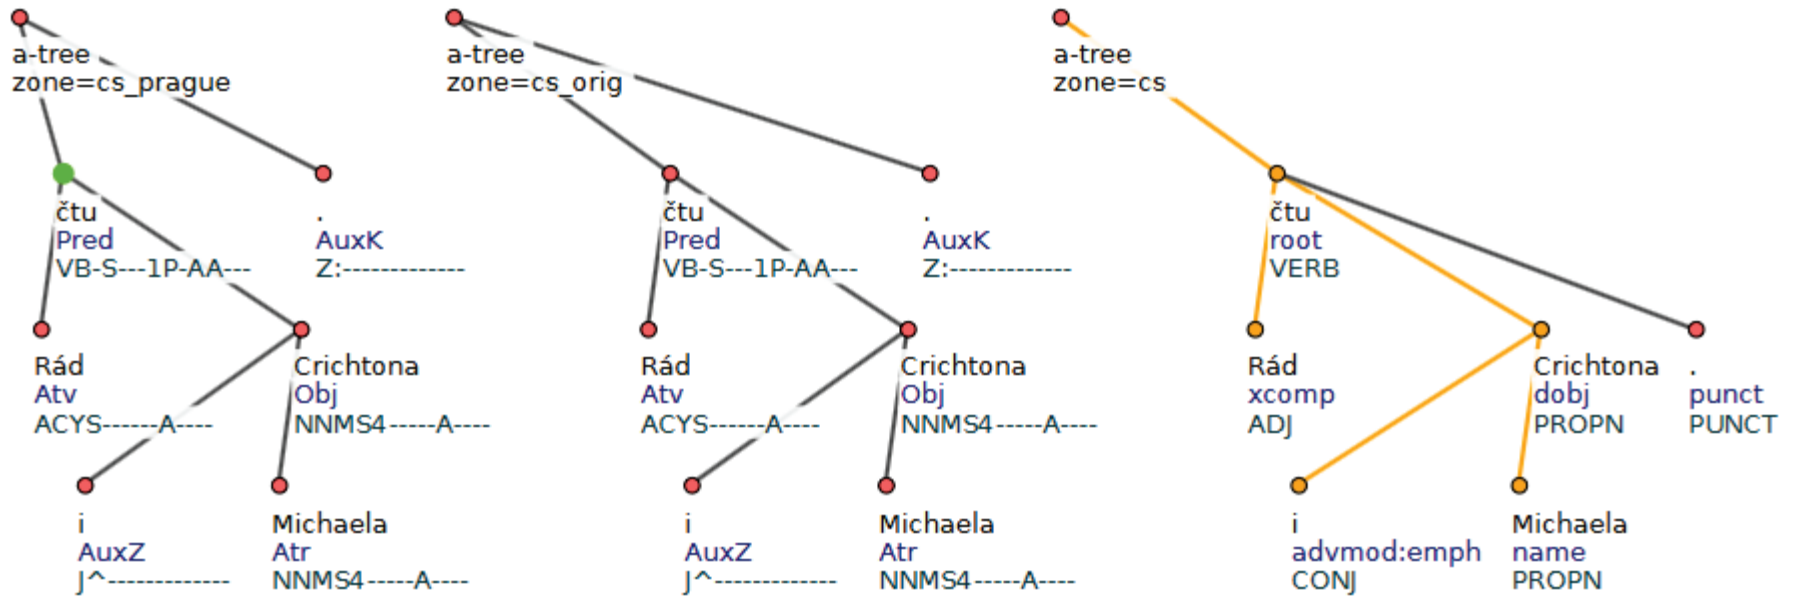 a-tree
zone=cs_prague
čtu
Pred
VB-S---1P-AA---
.
AuxK
Z:-------------
Rád
Atv
ACYS------A----
Crichtona
Obj
NNMS4-----A----
i
AuxZ
J^-------------
Michaela
Atr
NNMS4-----A----
a-tree
zone=cs_orig
čtu
Pred
VB-S---1P-AA---
.
AuxK
Z:-------------
Rád
Atv
ACYS------A----
Crichtona
Obj
NNMS4-----A----
i
AuxZ
J^-------------
Michaela
Atr
NNMS4-----A----
a-tree
zone=cs
čtu
root
VERB
Rád
xcomp
ADJ
Crichtona
dobj
PROPN
.
punct
PUNCT
i
advmod:emph
CONJ
Michaela
name
PROPN